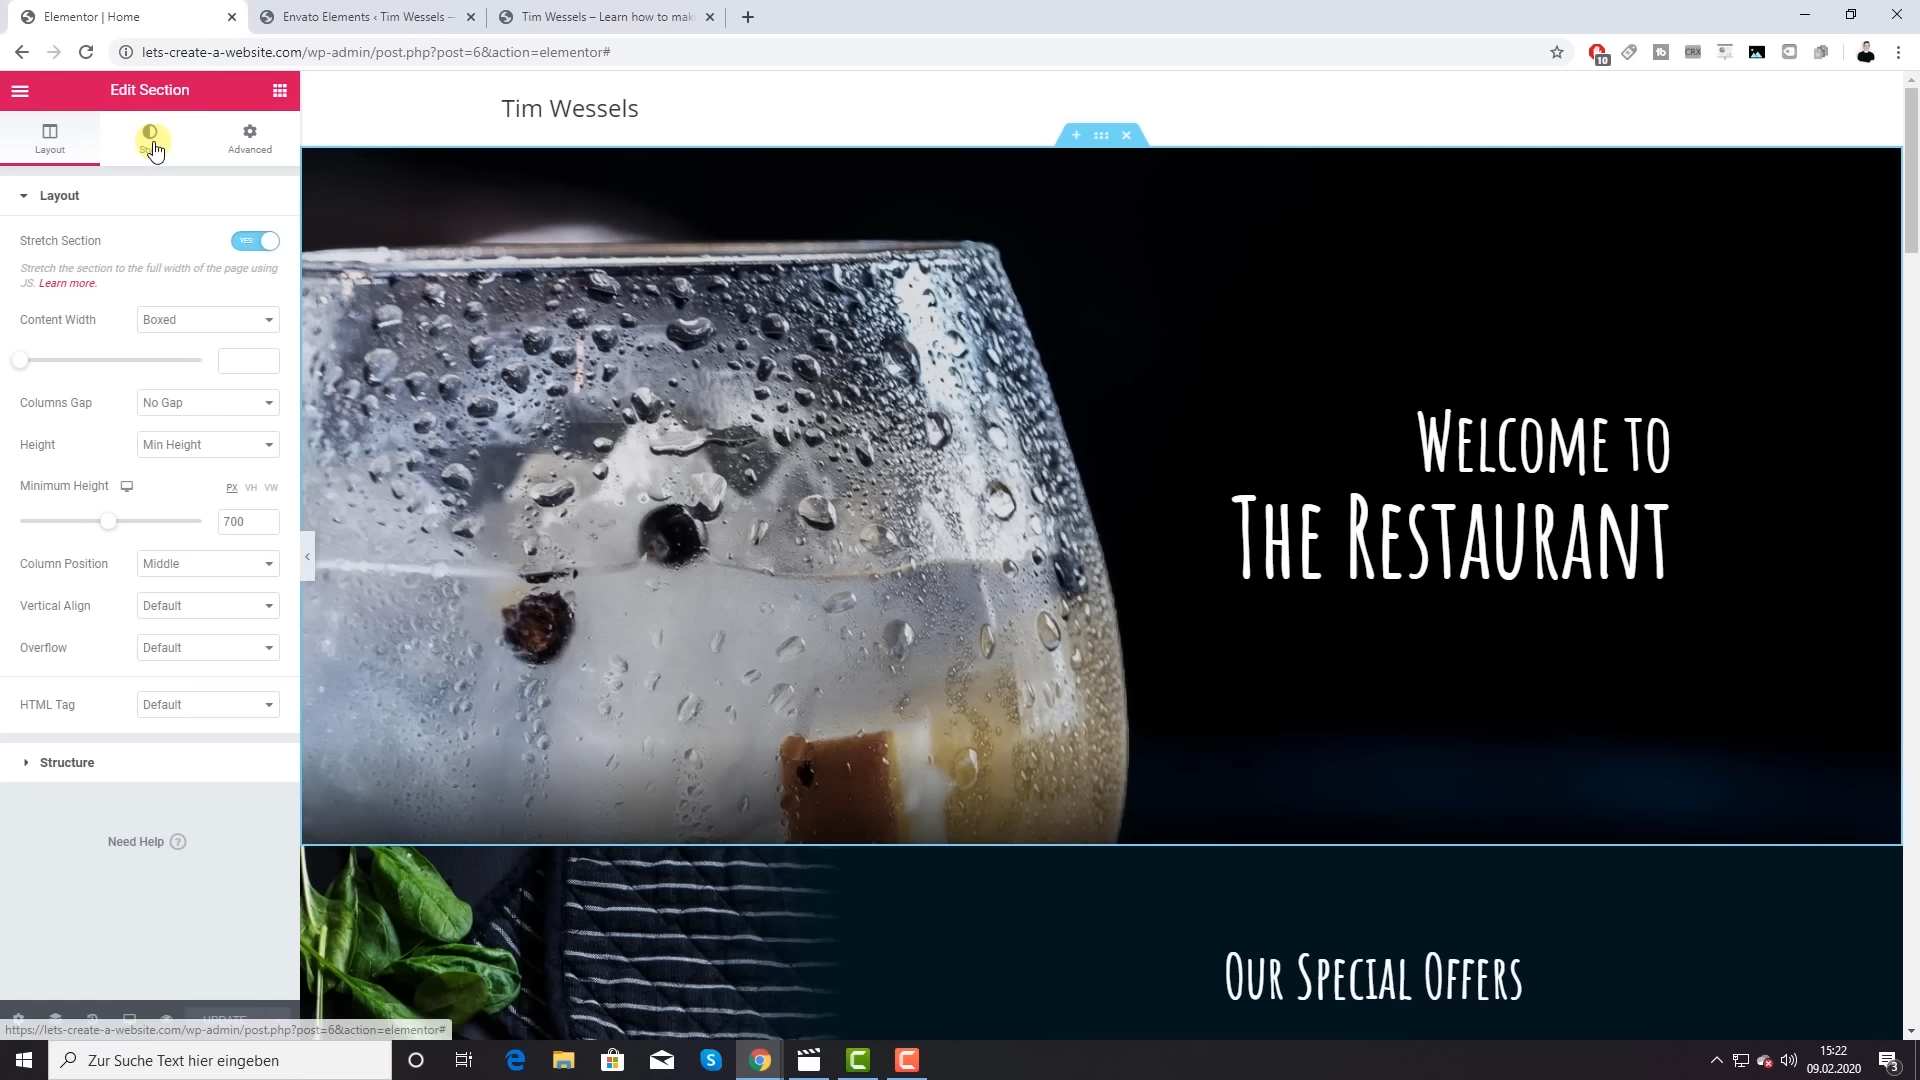 Elementor | Home
Envato Elements ‹ Tim Wessels —
Tim Wessels – Learn how to mak
lets-create-a-website.com/wp-admin/post.php?post=6&action=elementor#
10
CRX
Edit Section
Layout
Advanced
Tim Wessels
Layout
Stretch Section
YES
Stretch the section to the full width of the page using
JS. Learn more.
Content Width
Boxed
Columns Gap
No Gap
Height
Min Height
Minimum Height
PX VH VW
700
Column Position
Middle
Vertical Align
Default
Overflow
Default
HTML Tag
Default
Structure
Need Help
?
Welcome to
The Restaurant
Our Special Offers
UPDATE
https://lets-create-a-website.com/wp-admin/post.php?post=6&action=elementor#
Zur Suche Text hier eingeben
15:22
09.02.2020
3